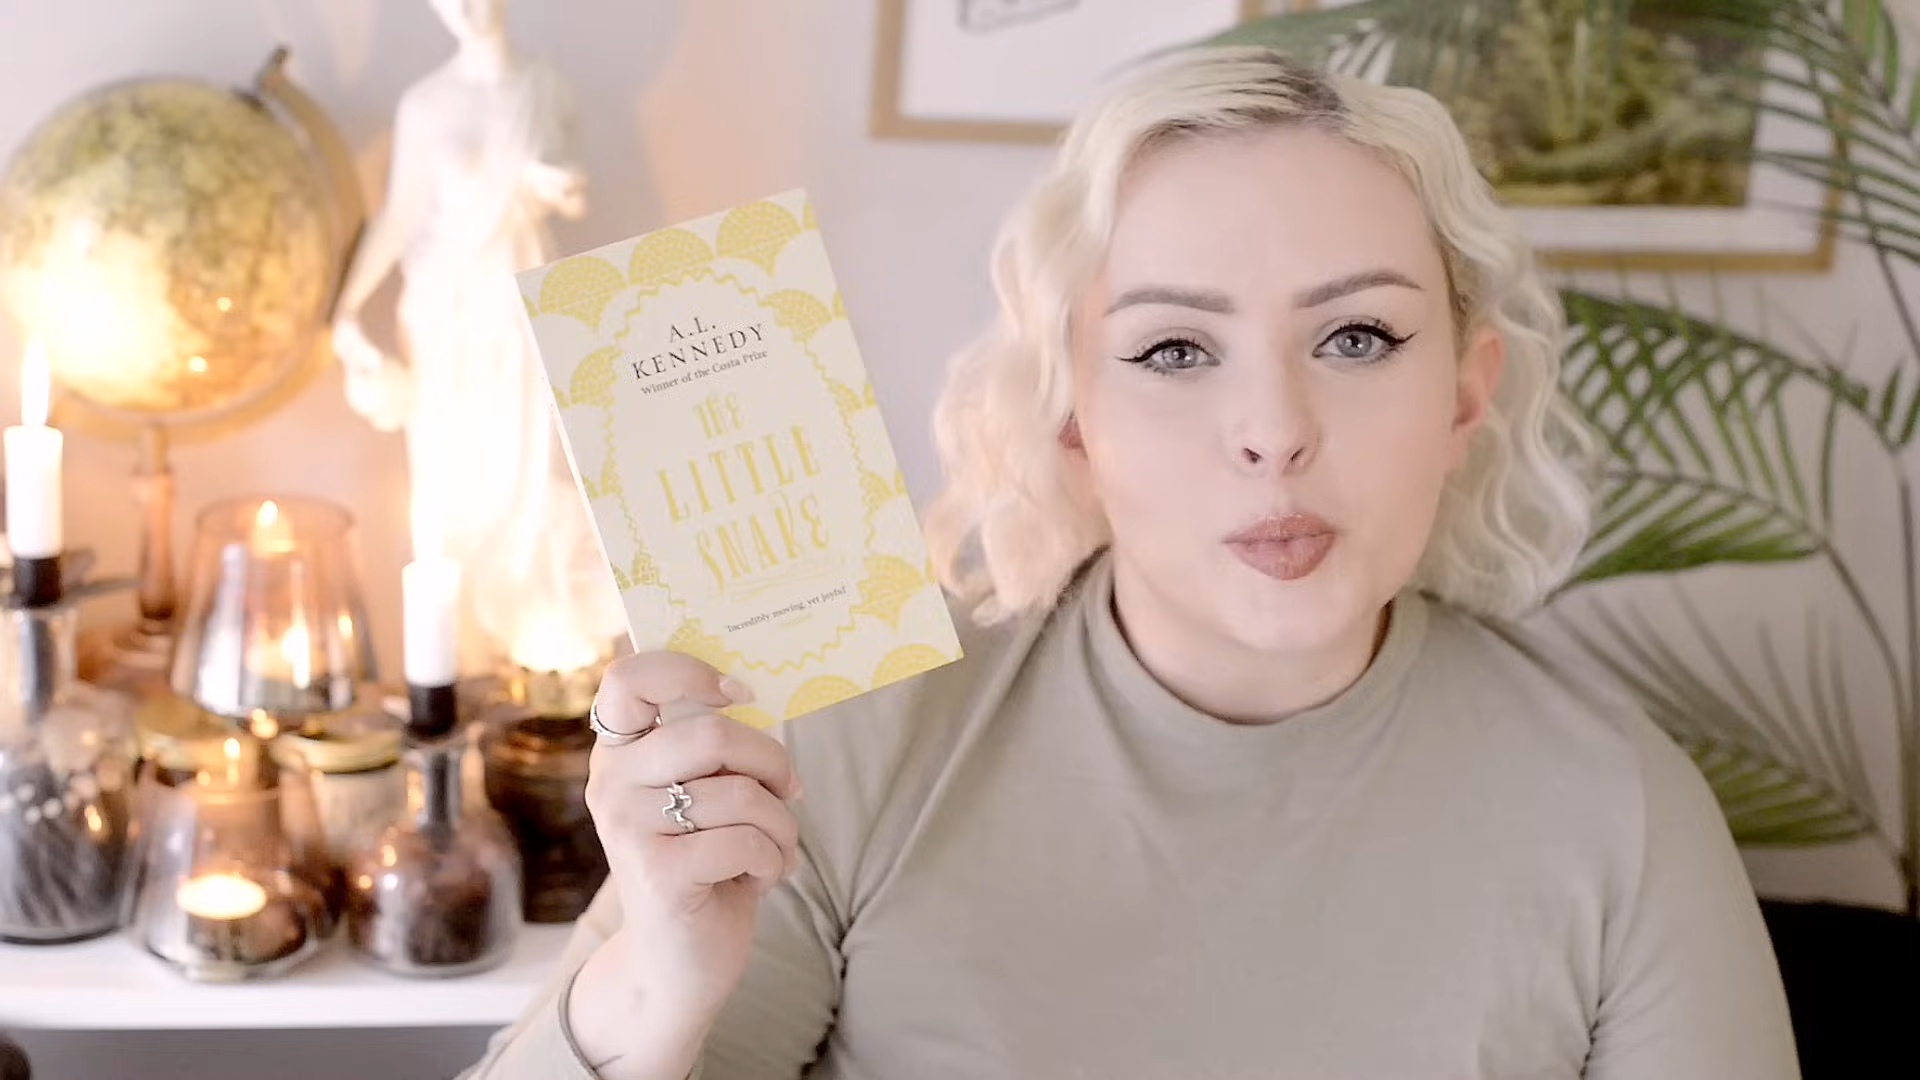 A.L.
KENNEDY
Winner of the Costa Prize
THE
LITTLE
SNAKE
'Incredibly moving, yet joyful'